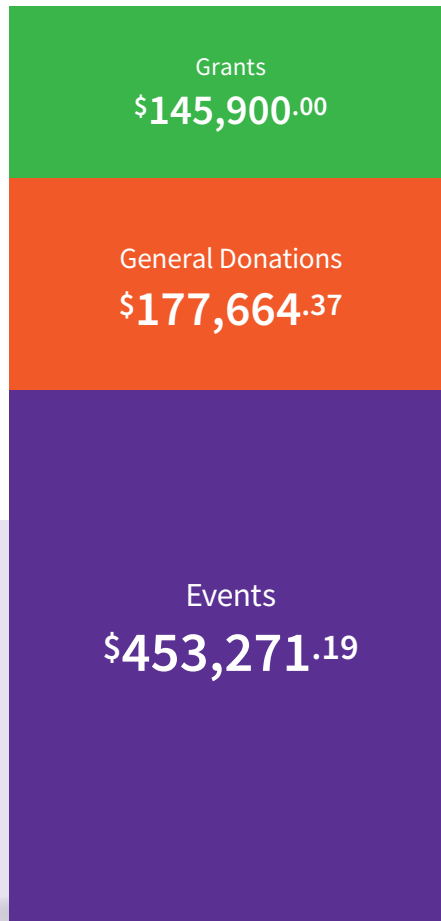 Grants
$145,900.00
General Donations
$177,664.37
Events
$453,271.19